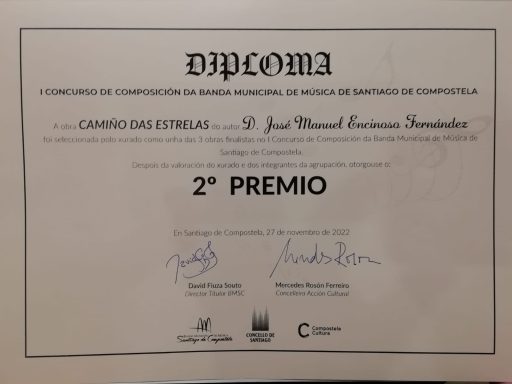 DIPLOMA
I CONCURSO DE COMPOSICIÓN DA BANDA MUNICIPAL DE MÚSICA DE SANTIAGO DE COMPOSTELA
A obra CAMIÑO DAS ESTRELAS do autor D. José Manuel Encinoso Fernández
foi seleccionada polo xurado como unha das 3 obras finalistas no I Concurso de Composición da Banda Municipal de Música de
Santiago de Compostela.
Despois da valoración do xurado e dos integrantes da agrupación, otorgouse o:
2º PREMIO
En Santiago de Compostela, 27 de novembro de 2022
Mendes Rosón
David Fiuza Souto
Director Titular BMSC
Mercedes Rosón Ferreiro
Concelleira Acción Cultural
Santiago de Compostela
CONCELLO DE
SANTIAGO
Compostela
Cultura